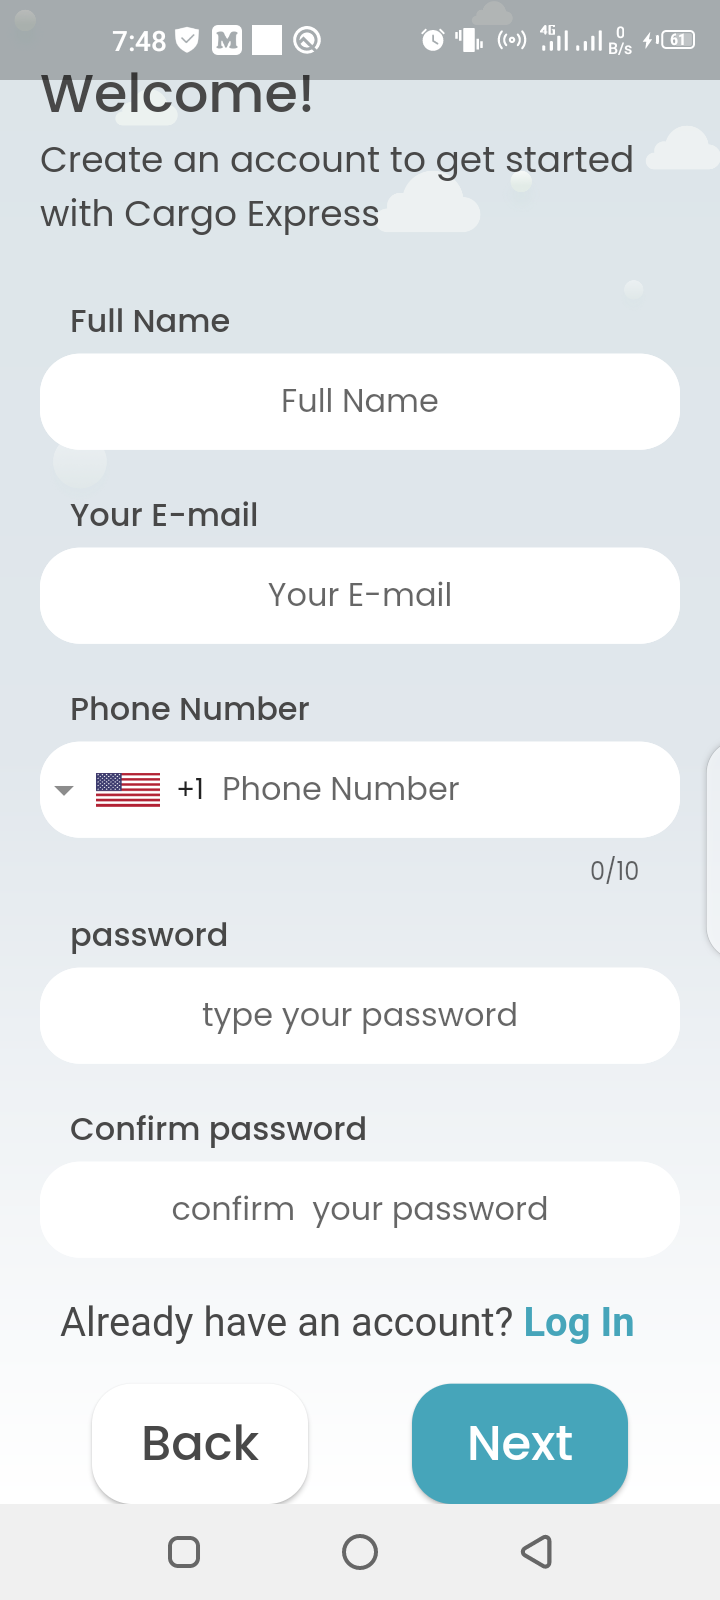 7:48 M 4G 0 B/s 61
Welcome!
Create an account to get started
with Cargo Express
Full Name
Full Name
Your E-mail
Your E-mail
Phone Number
+1 Phone Number
0/10
password
type your password
Confirm password
confirm  your password
Already have an account? Log In
Back Next